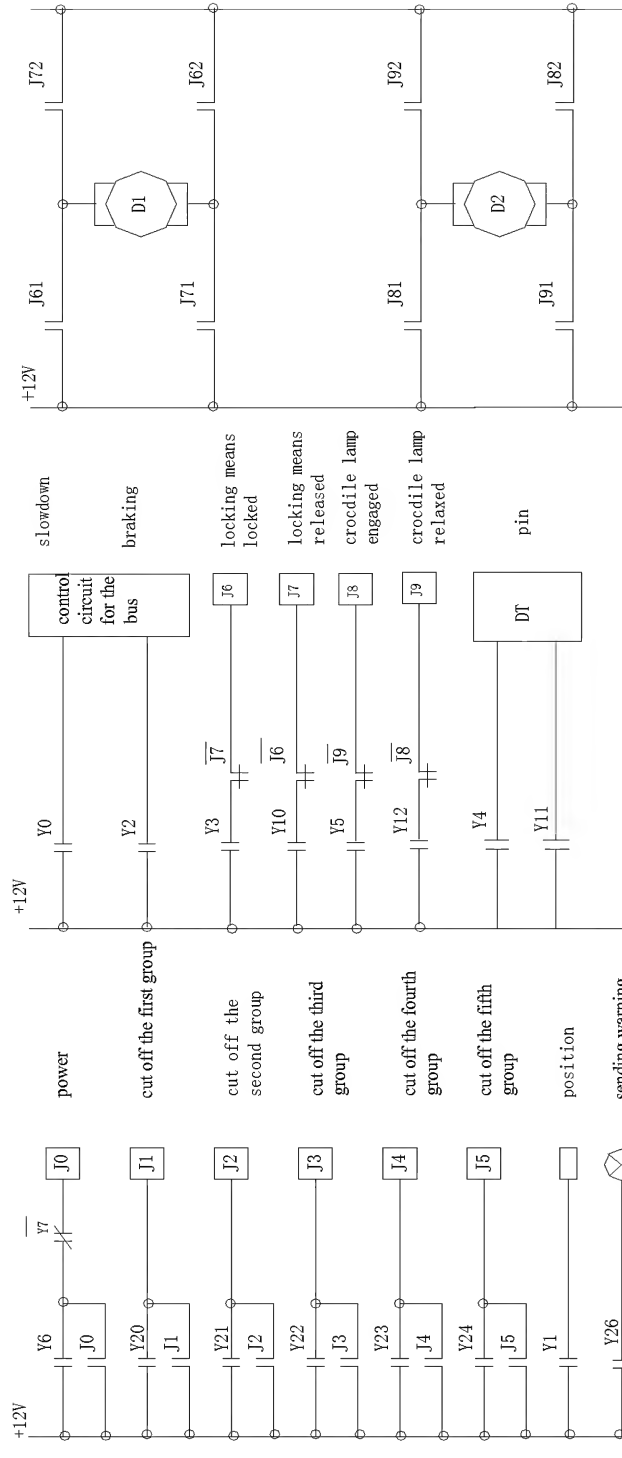 +12V
J61
J72
D1
J71
J62
J81
J92
D2
J91
J82
+12V
Y0
Y2
control
circuit
for the
bus
slowdown
braking
Y3
J7
J6
locking means
locked
Y10
J6
J7
locking means
released
Y5
J9
J8
crocdile lamp
engaged
Y12
J8
J9
crocdile lamp
relaxed
Y4
Y11
DT
pin
+12V
Y6
J0
Y7
J0
power
Y20
J1
J1
cut off the first group
Y21
J2
J2
cut off the
second group
Y22
J3
J3
cut off the third
group
Y23
J4
J4
cut off the fourth
group
Y24
J5
J5
cut off the fifth
group
Y1
position
Y26
sending warning